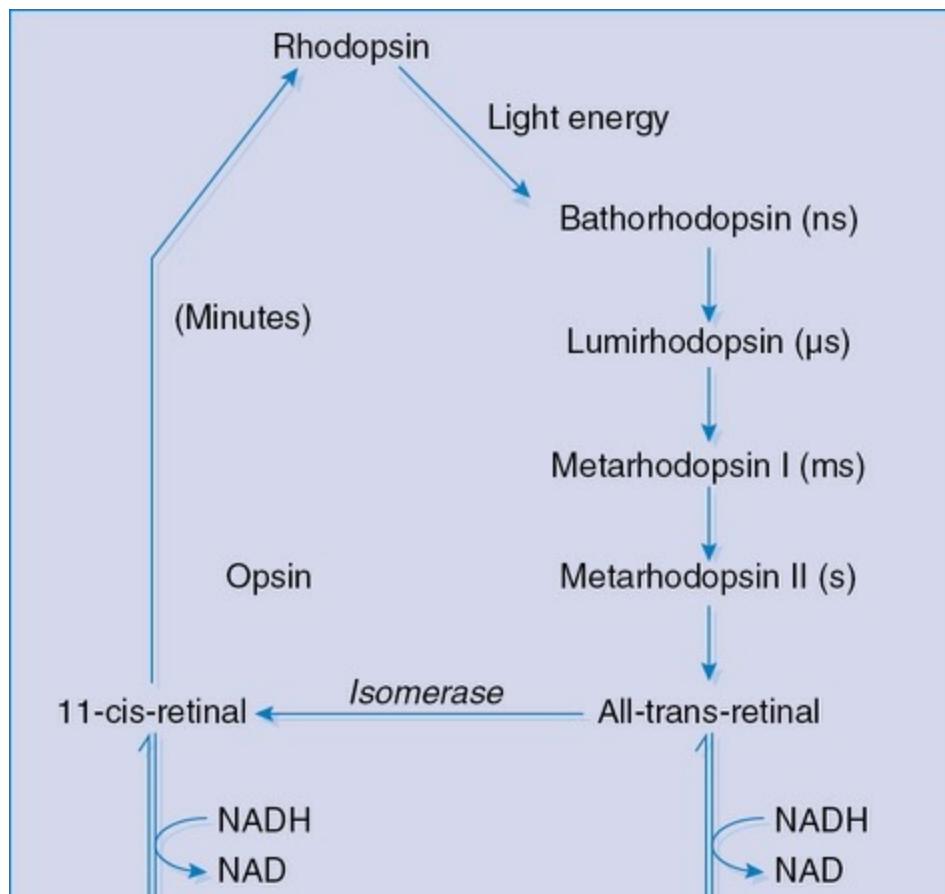 Rhodopsin
Light energy
Bathorhodopsin (ns)
(Minutes)
Lumirhodopsin (µs)
Metarhodopsin I (ms)
Opsin
Metarhodopsin II (s)
Isomerase
11-cis-retinal
All-trans-retinal
NADH
NADH
NAD
NAD